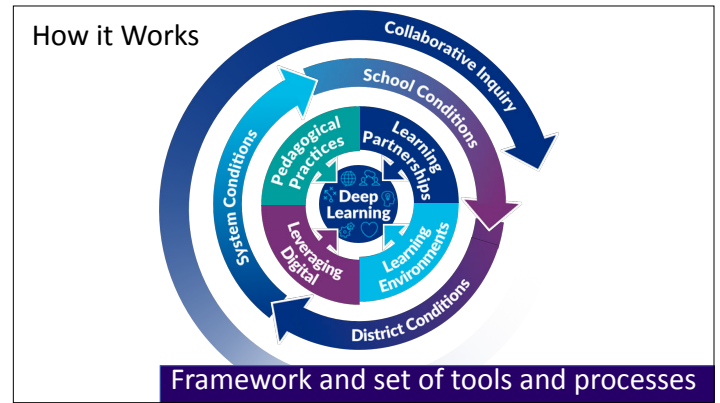 How it Works
Collaborative Inquiry
School Conditions
System Conditions
District Conditions
Pedagogical
Practices
Learning
Partnerships
Leveraging
Digital
Learning
Environments
Deep
Learning
Framework and set of tools and processes